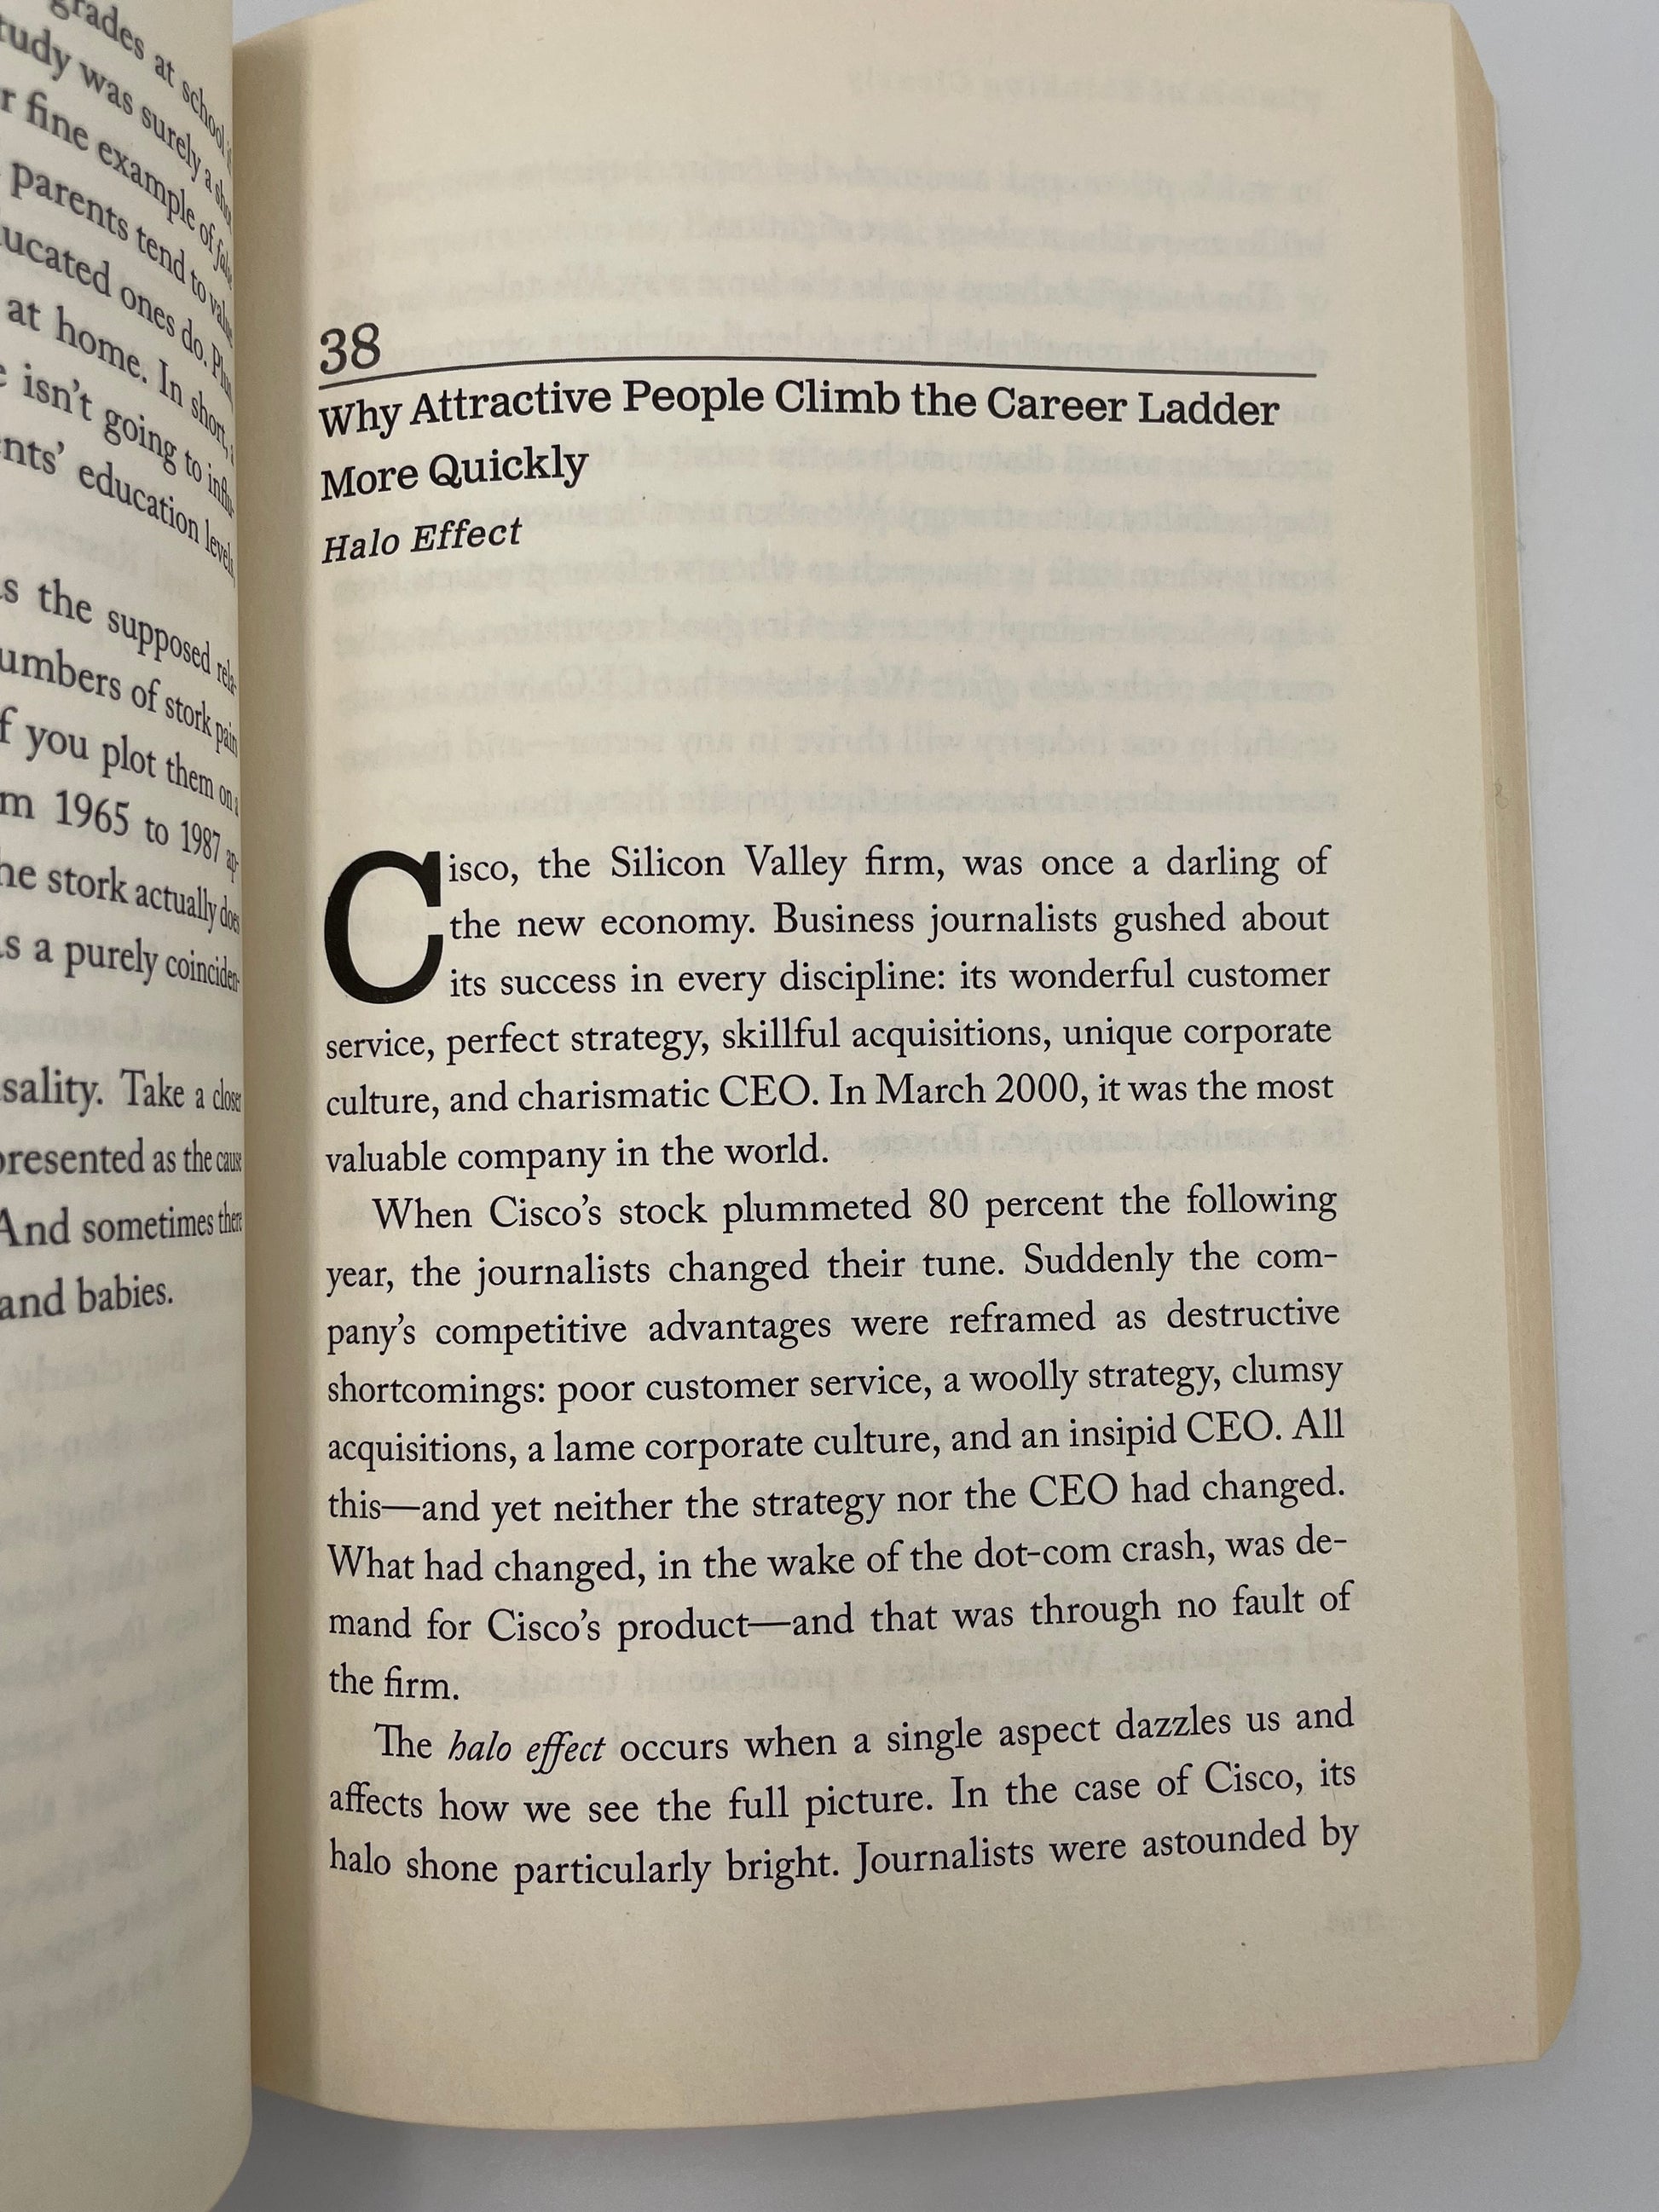 grades at school
tudy was surely a
r fine example of
parents tend to
ucated ones do.
at home. In short,
isn't going to
nts' education
s the supposed
umbers of stork
f you plot them on
m 1965 to 1987 ap-
he stork actually does
s a purely coinciden-
sality. Take a closer
presented as the cause
And sometimes there
and babies.
38
Why Attractive People Climb the Career Ladder
More Quickly
Halo Effect
Cisco, the Silicon Valley firm, was once a darling of
the new economy. Business journalists gushed about
its success in every discipline: its wonderful customer
service, perfect strategy, skillful acquisitions, unique corporate
culture, and charismatic CEO. In March 2000, it was the most
valuable company in the world.
When Cisco's stock plummeted 80 percent the following
year, the journalists changed their tune. Suddenly the com-
pany's competitive advantages were reframed as destructive
shortcomings: poor customer service, a woolly strategy, clumsy
acquisitions, a lame corporate culture, and an insipid CEO. All
this—and yet neither the strategy nor the CEO had changed.
What had changed, in the wake of the dot-com crash, was de-
mand for Cisco's product—and that was through no fault of
the firm.
The halo effect occurs when a single aspect dazzles us and
affects how we see the full picture. In the case of Cisco, its
halo shone particularly bright. Journalists were astounded by